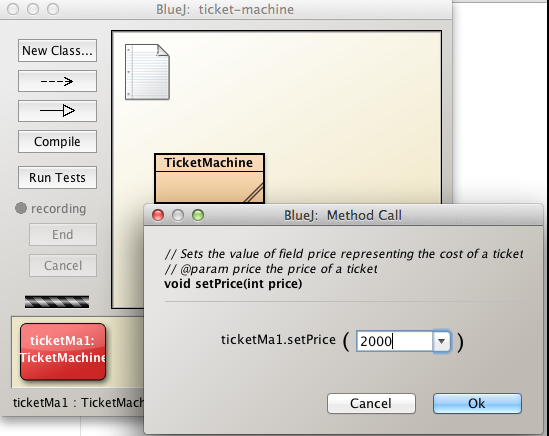 BlueJ: ticket-machine
New Class...
Compile
Run Tests
recording
End
Cancel
TicketMachine
BlueJ: Method Call
// Sets the value of field price representing the cost of a ticket
// @param price the price of a ticket
void setPrice(int price)
ticketMa1.setPrice ( 2000 )
Cancel
Ok
ticketMa1:
TicketMachine
ticketMa1 : TicketMach